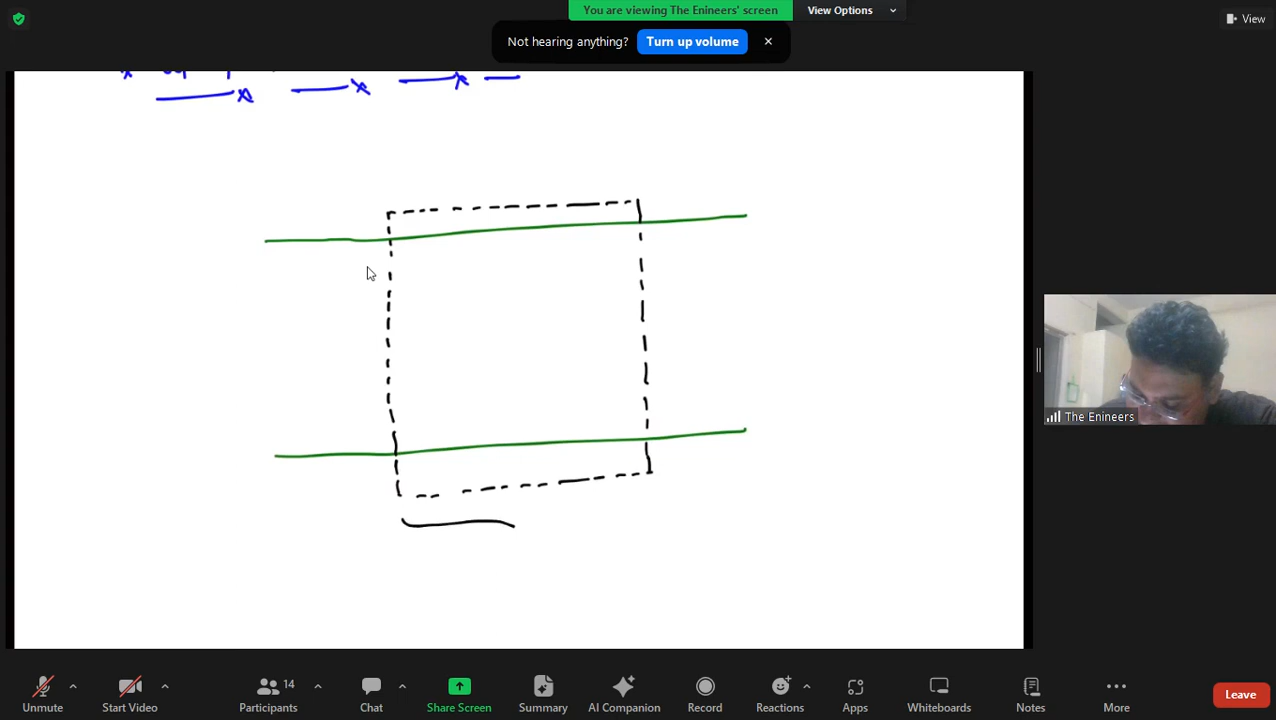 You are viewing The Enineers' screen
View Options
View
Not hearing anything?
Turn up volume
The Enineers
Unmute
Start Video
Participants
14
Chat
Share Screen
Summary
AI Companion
Record
Reactions
Apps
Whiteboards
Notes
More
Leave